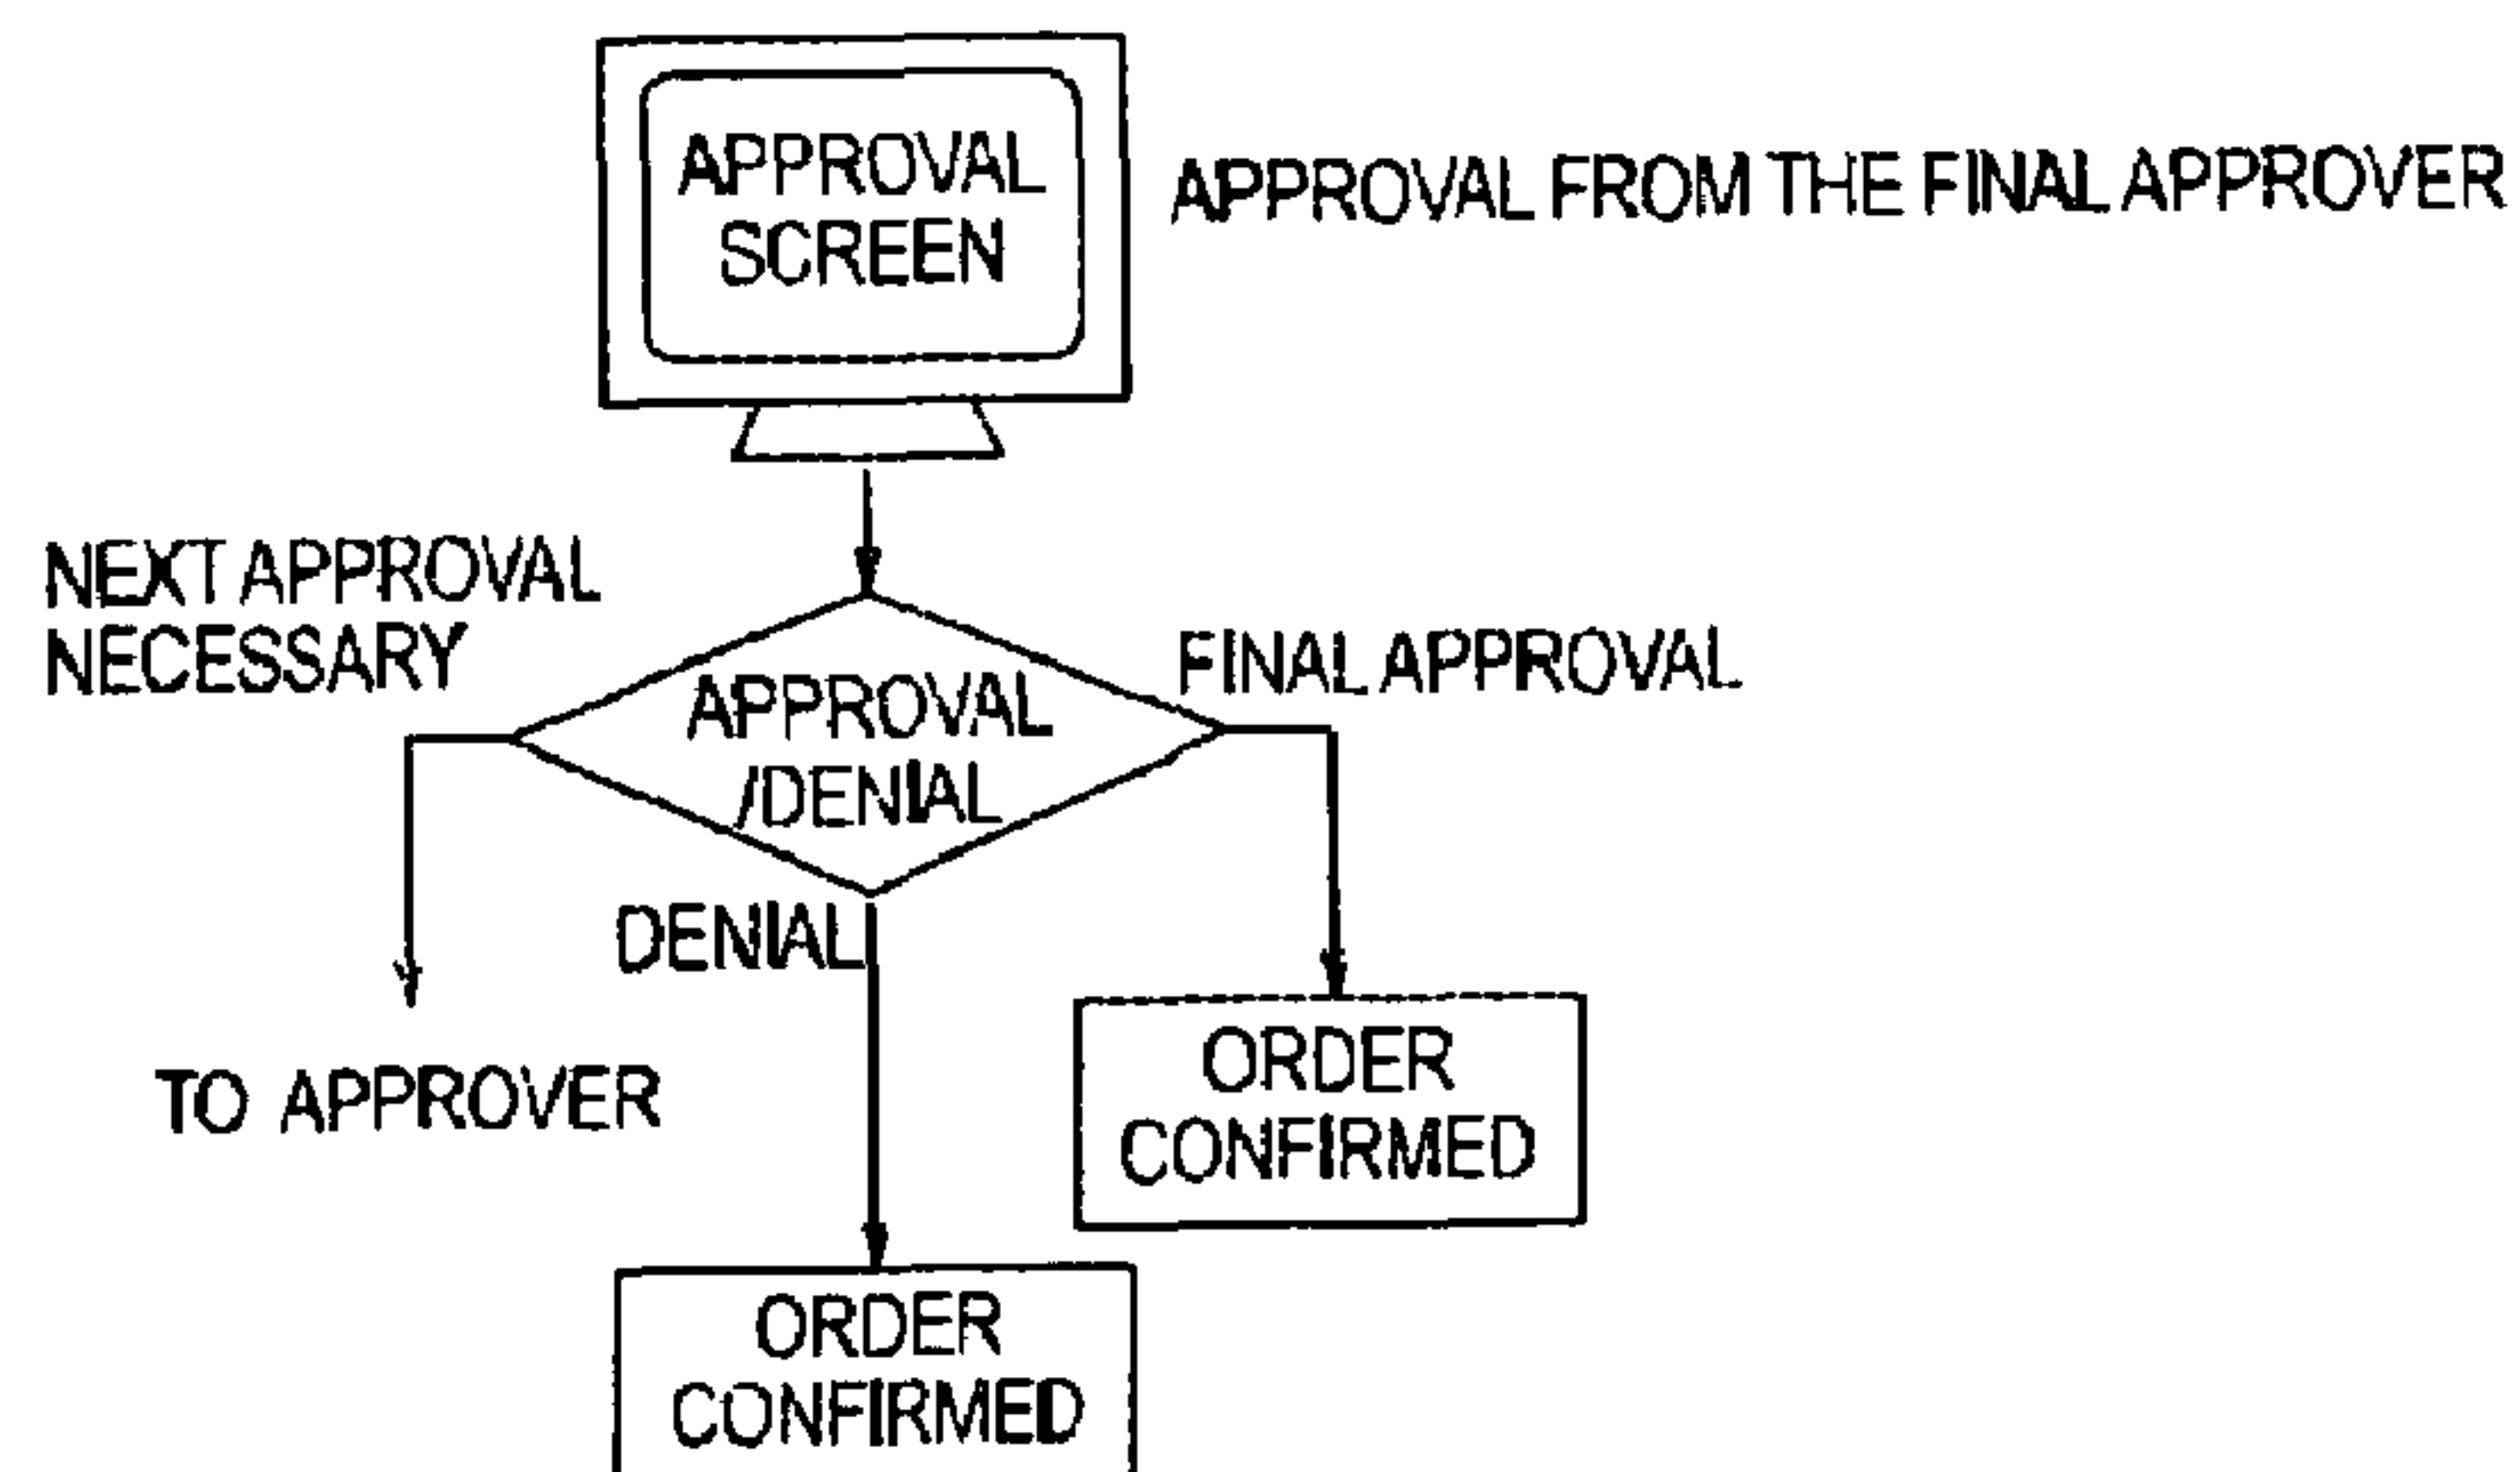 APPROVAL
SCREEN
APPROVAL FROM THE FINAL APPROVER
NEXT APPROVAL
NECESSARY
FINAL APPROVAL
APPROVAL
/DENIAL
DENIAL
TO APPROVER
ORDER
CONFIRMED
ORDER
CONFIRMED